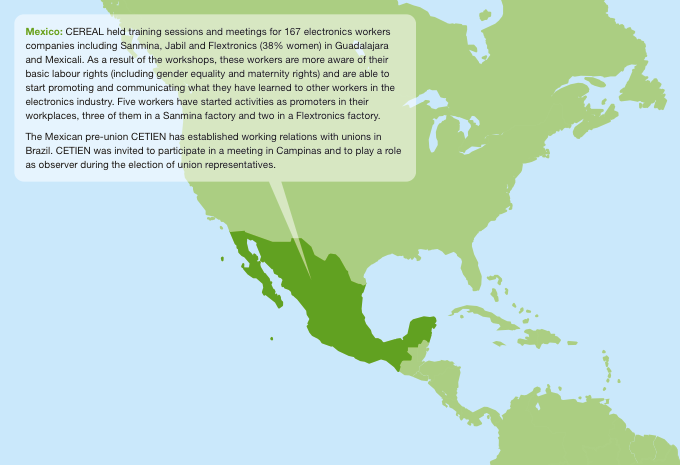 Mexico: CEREAL held training sessions and meetings for 167 electronics workers
companies including Sanmina, Jabil and Flextronics (38% women) in Guadalajara
and Mexicali. As a result of the workshops, these workers are more aware of their
basic labour rights (including gender equality and maternity rights) and are able to
start promoting and communicating what they have learned to other workers in the
electronics industry. Five workers have started activities as promoters in their
workplaces, three of them in a Sanmina factory and two in a Flextronics factory.
The Mexican pre-union CETIEN has established working relations with unions in
Brazil. CETIEN was invited to participate in a meeting in Campinas and to play a role
as observer during the election of union representatives.